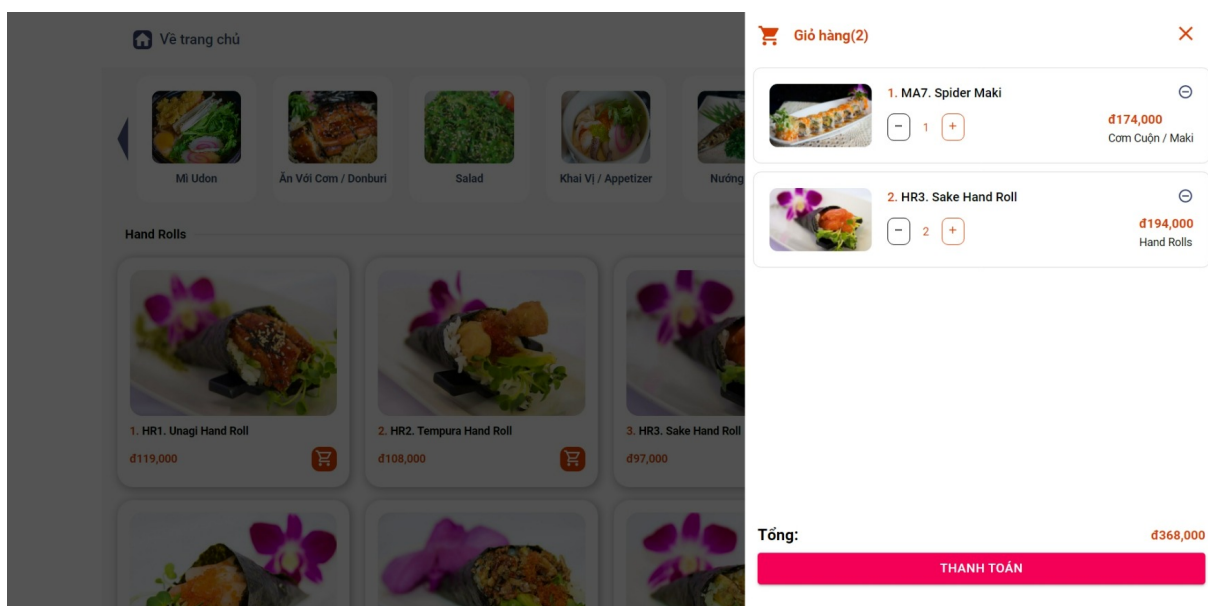 Về trang chủ
Mì Udon
Ăn Với Cơm / Donburi
Salad
Khai Vị / Appetizer
Nướng
Hand Rolls
1. HR1. Unagi Hand Roll
đ119,000
2. HR2. Tempura Hand Roll
đ108,000
3. HR3. Sake Hand Roll
đ97,000
Giỏ hàng(2)
1. MA7. Spider Maki
- 1 +
đ174,000
Cơm Cuộn / Maki
2. HR3. Sake Hand Roll
- 2 +
đ194,000
Hand Rolls
Tổng:
đ368,000
THANH TOÁN